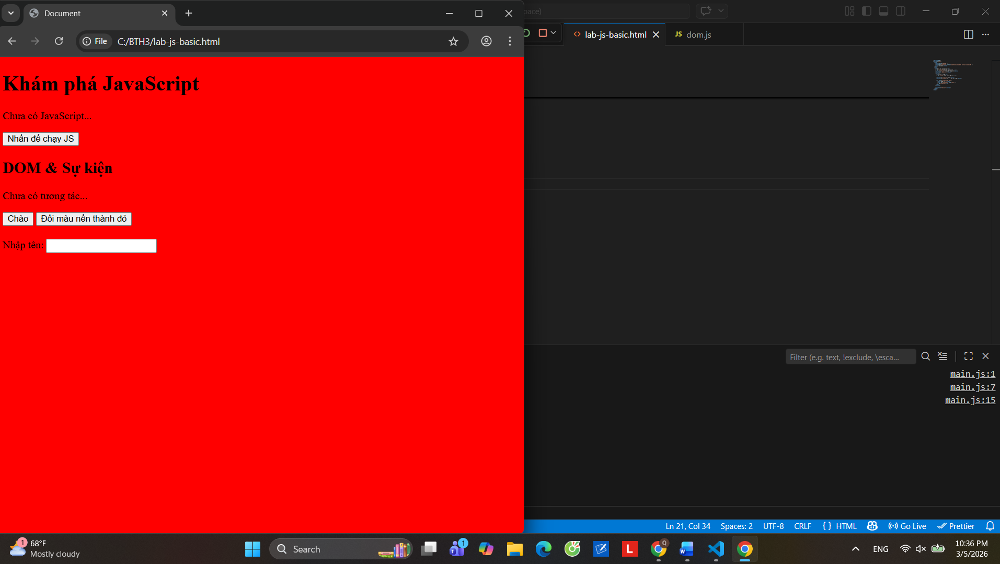 Document
File
C:/BTH3/lab-js-basic.html
pace)
lab-js-basic.html
JS dom.js
Khám phá JavaScript
Chưa có JavaScript...
Nhấn để chạy JS
DOM & Sự kiện
Chưa có tương tác...
Chào
Đổi màu nền thành đỏ
Nhập tên:
Filter (e.g. text, !exclude, \esca...
main.js:1
main.js:7
main.js:15
Ln 21, Col 34
Spaces: 2
UTF-8
CRLF
{ } HTML
Go Live
Prettier
1
68°F
Mostly cloudy
Search
T
1
L
Q
W
ENG
10:36 PM
3/5/2026